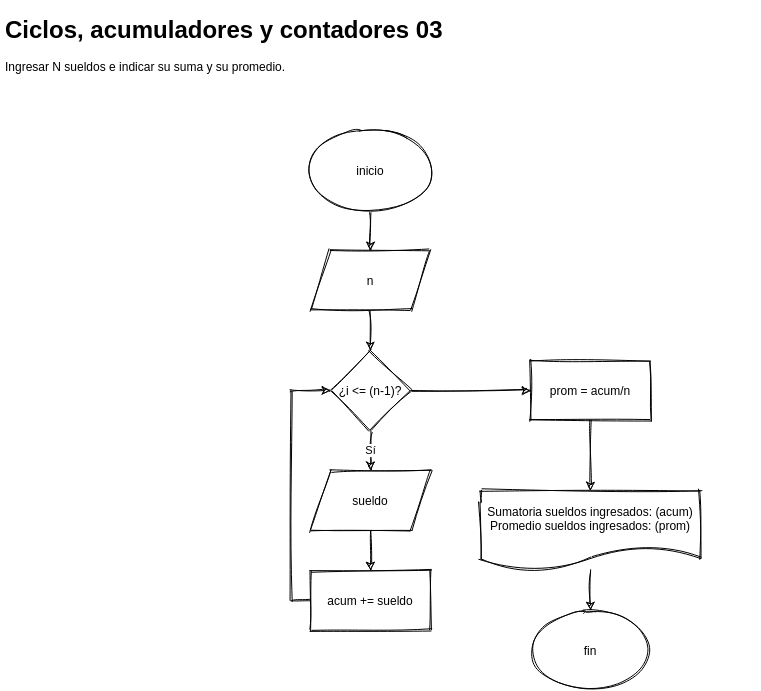 Ciclos, acumuladores y contadores 03
Ingresar N sueldos e indicar su suma y su promedio.
inicio
n
¿i <= (n-1)?
prom = acum/n
Sí
sueldo
Sumatoria sueldos ingresados: (acum)
Promedio sueldos ingresados: (prom)
acum += sueldo
fin